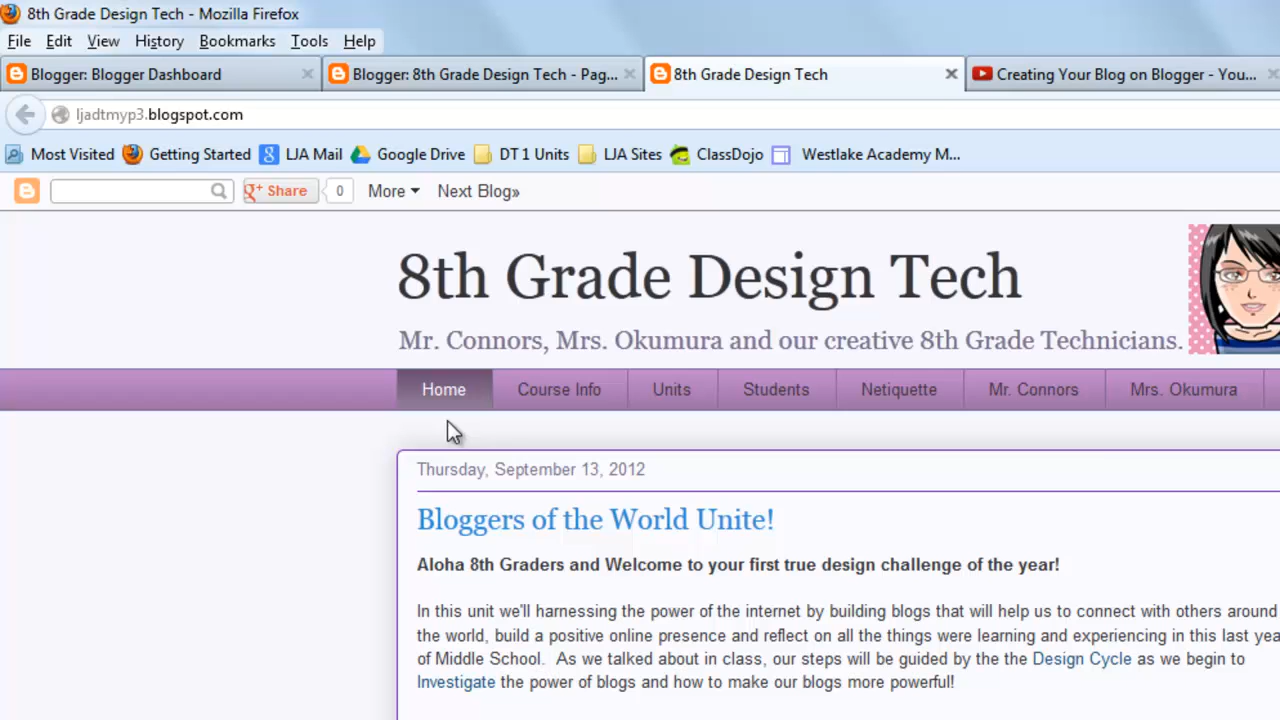 8th Grade Design Tech - Mozilla Firefox
File Edit View History Bookmarks Tools Help
Blogger: Blogger Dashboard Blogger: 8th Grade Design Tech - Pag... 8th Grade Design Tech Creating Your Blog on Blogger - You...
ljadtmyp3.blogspot.com
Most Visited Getting Started LJA Mail Google Drive DT 1 Units LJA Sites ClassDojo Westlake Academy M...
Share 0 More Next Blog»
8th Grade Design Tech
Mr. Connors, Mrs. Okumura and our creative 8th Grade Technicians.
Home Course Info Units Students Netiquette Mr. Connors Mrs. Okumura
Thursday, September 13, 2012
Bloggers of the World Unite!
Aloha 8th Graders and Welcome to your first true design challenge of the year!
In this unit we'll harnessing the power of the internet by building blogs that will help us to connect with others around
the world, build a positive online presence and reflect on all the things were learning and experiencing in this last yea
of Middle School. As we talked about in class, our steps will be guided by the the Design Cycle as we begin to
Investigate the power of blogs and how to make our blogs more powerful!